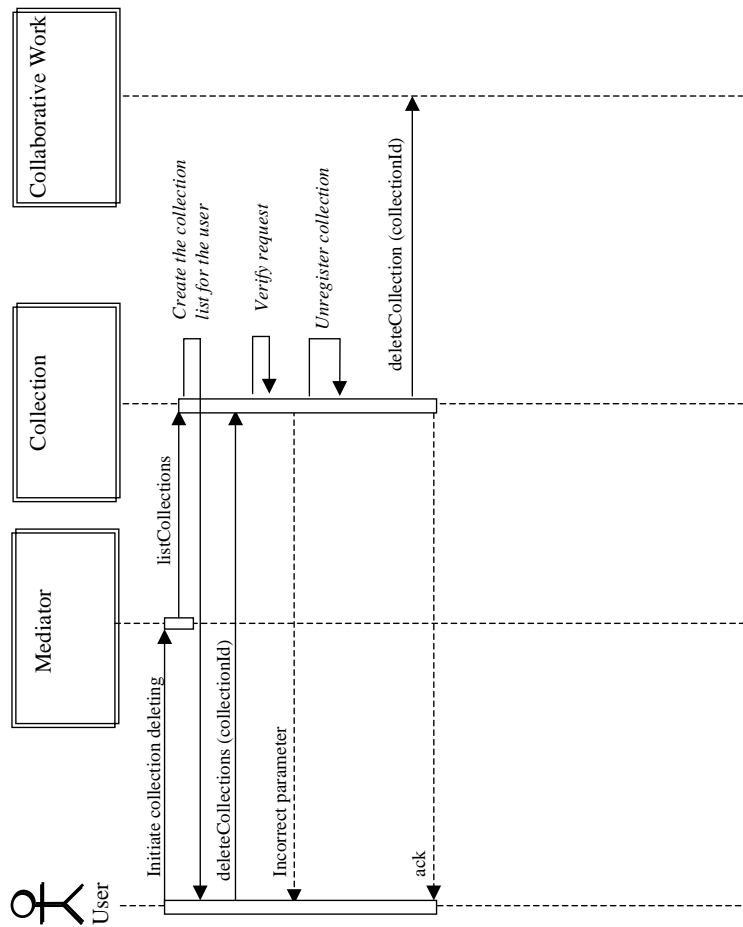 User
Mediator
Collection
Collaborative Work
Initiate collection deleting
listCollections
Create the collection
list for the user
deleteCollections (collectionId)
Verify request
Incorrect parameter
Unregister collection
deleteCollection (collectionId)
ack